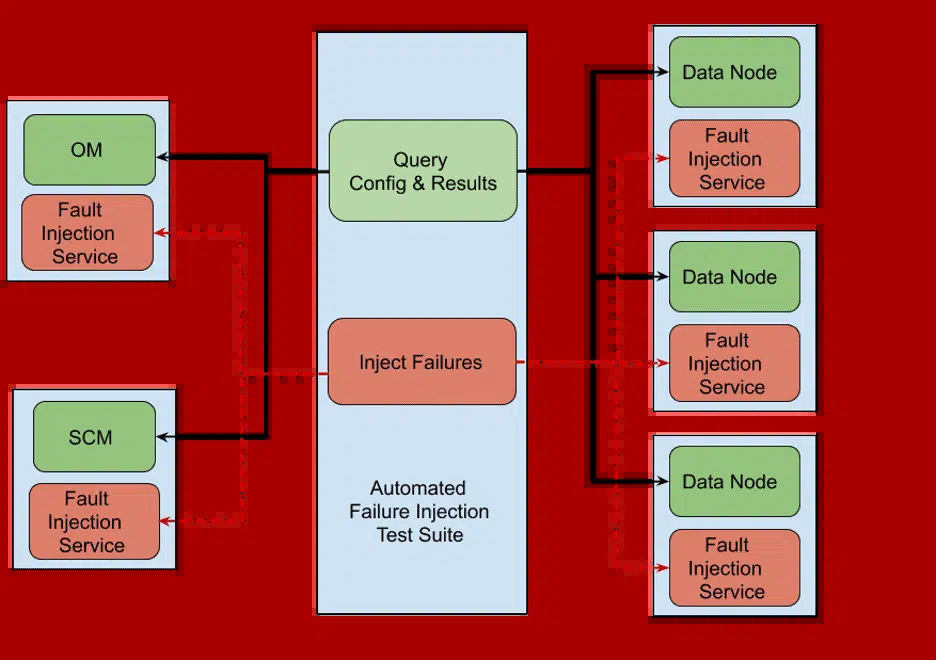 OM
Fault
Injection
Service
SCM
Fault
Injection
Service
Query
Config & Results
Inject Failures
Automated
Failure Injection
Test Suite
Data Node
Fault
Injection
Service
Data Node
Fault
Injection
Service
Data Node
Fault
Injection
Service